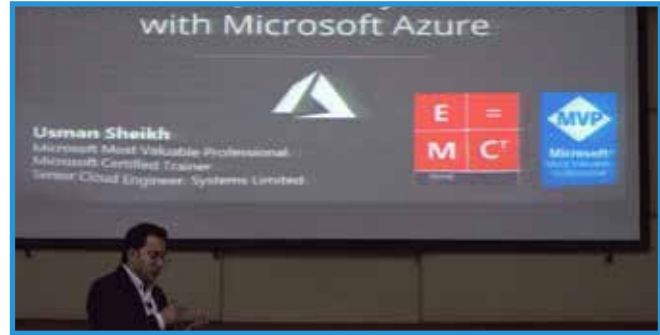 with Microsoft Azure
Usman Sheikh
Microsoft Most Valuable Professional
Microsoft Certified Trainer
Senior Cloud Engineer: Systems Limited
E =
M CT
MVP
Microsoft